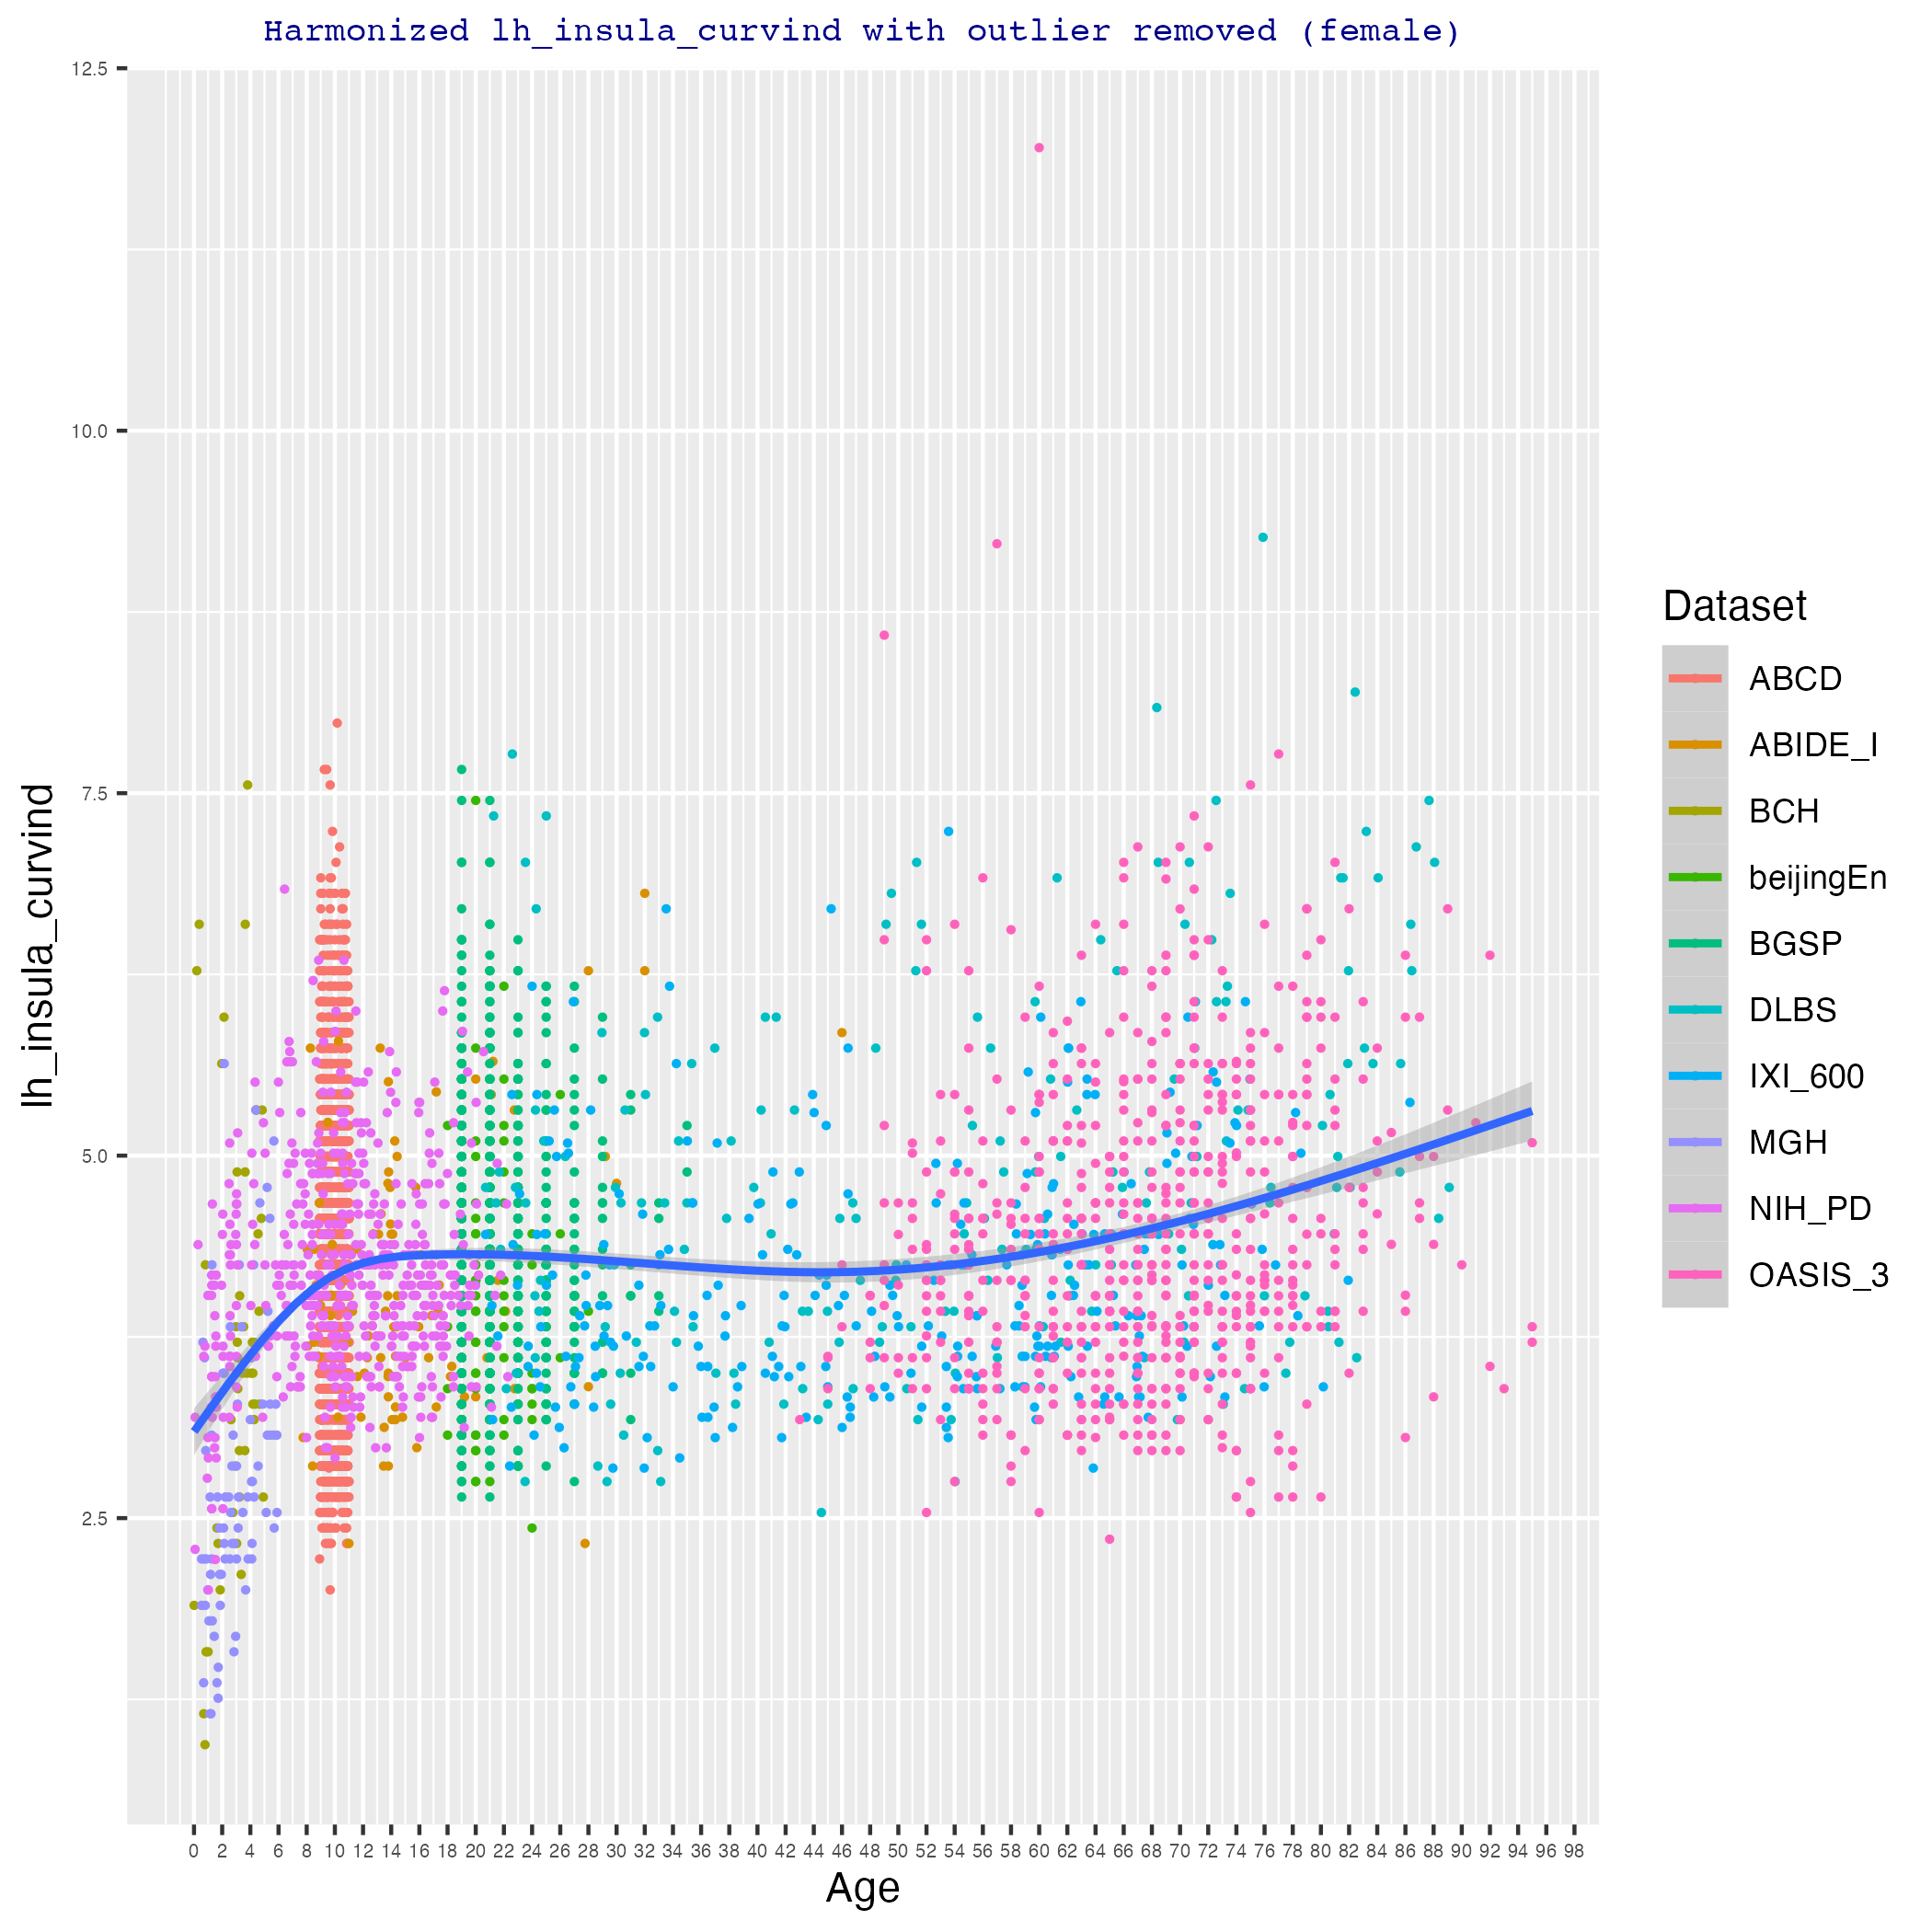 Harmonized lh_insula_curvind with outlier removed (female)
12.5
10.0
7.5
5.0
2.5
lh_insula_curvind
0 2 4 6 8 10 12 14 16 18 20 22 24 26 28 30 32 34 36 38 40 42 44 46 48 50 52 54 56 58 60 62 64 66 68 70 72 74 76 78 80 82 84 86 88 90 92 94 96 98
Age
Dataset
ABCD
ABIDE_I
BCH
beijingEn
BGSP
DLBS
IXI_600
MGH
NIH_PD
OASIS_3